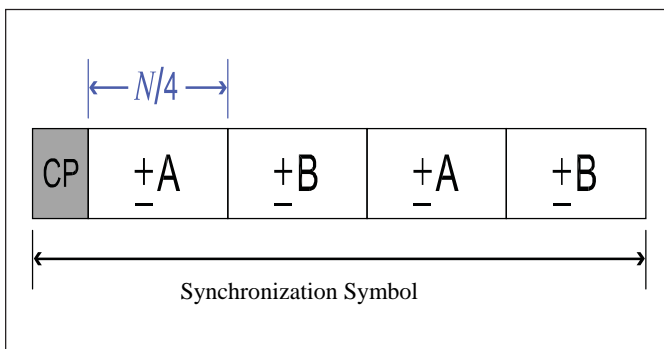 N/4
CP ±A ±B ±A ±B
Synchronization Symbol